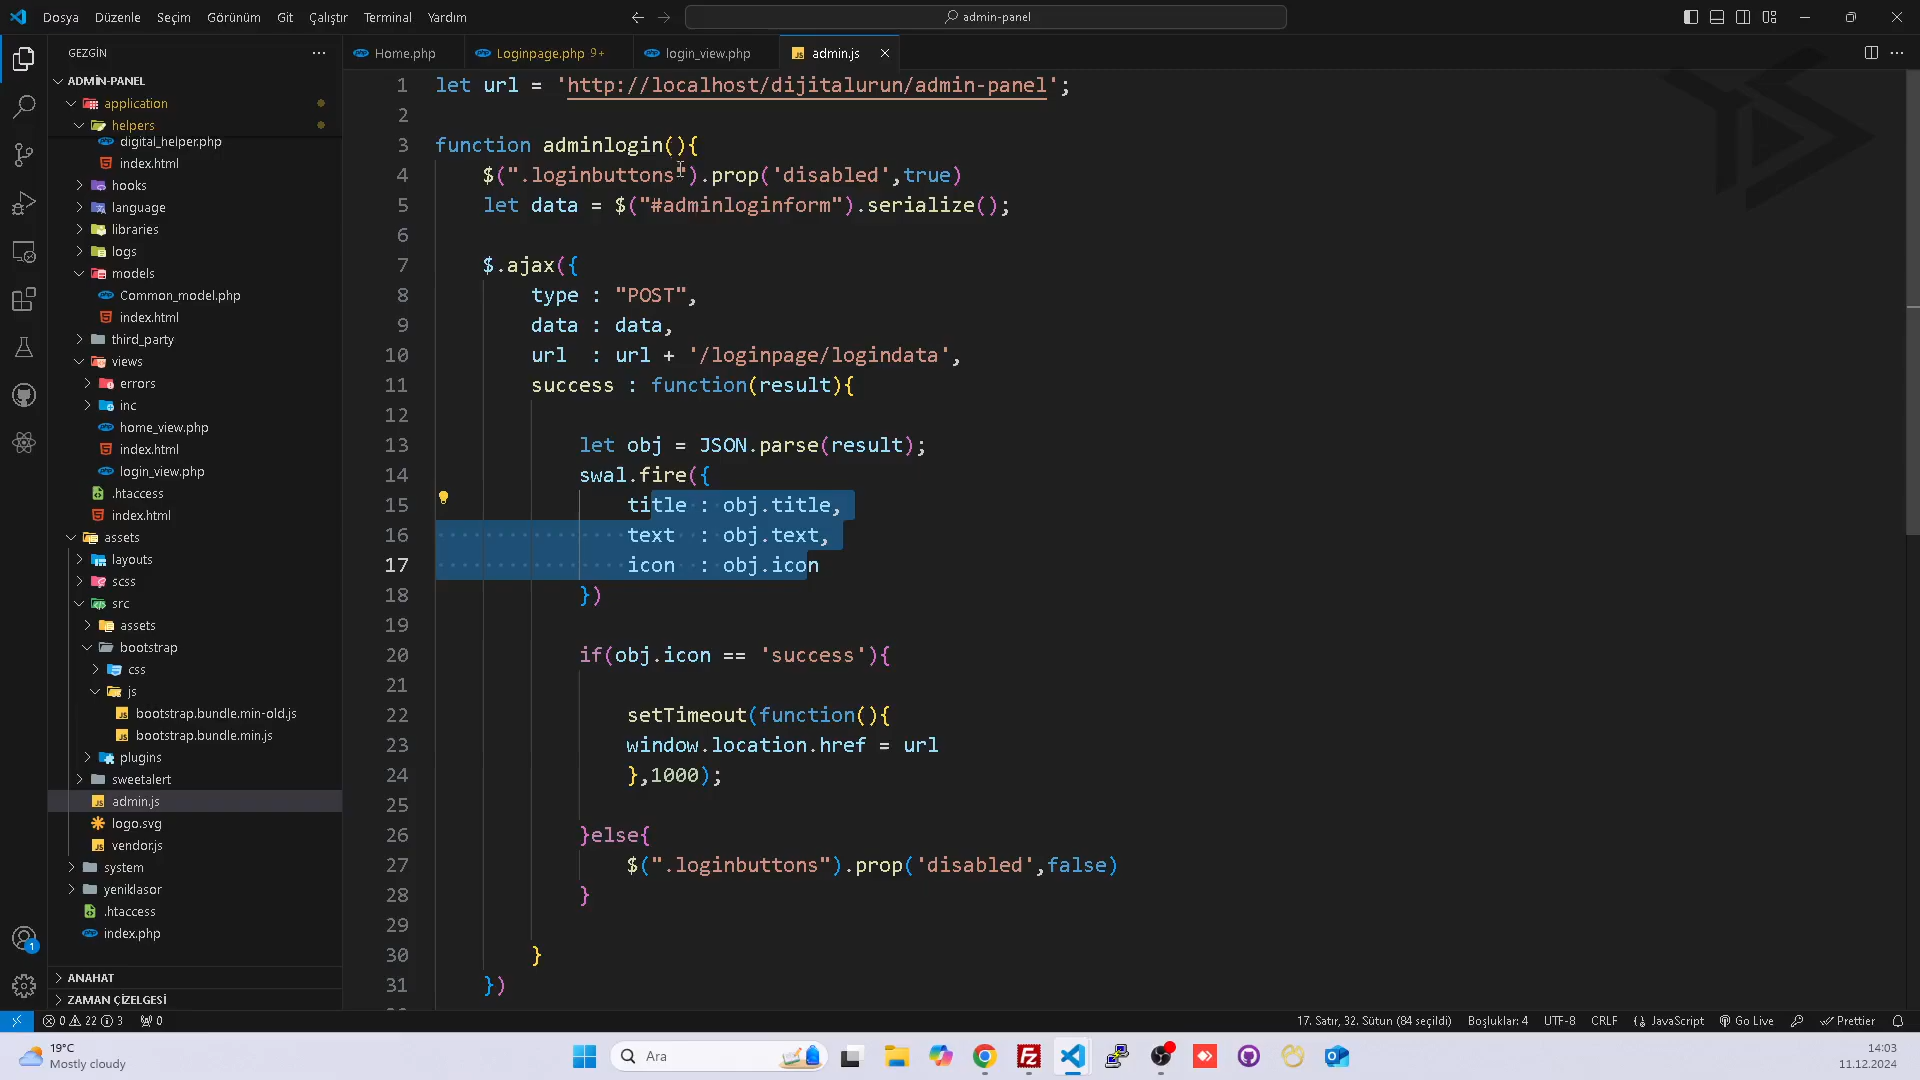 Dosya Düzenle Seçim Görünüm Git Çalıştır Terminal Yardım
admin-panel
GEZGİN
Home.php
Loginpage.php 9+
login_view.php
admin.js
ADMİN-PANEL
application
helpers
digital_helper.php
index.html
hooks
language
libraries
logs
models
Common_model.php
index.html
third_party
views
errors
inc
home_view.php
index.html
login_view.php
.htaccess
index.html
assets
layouts
scss
src
assets
bootstrap
css
js
bootstrap.bundle.min-old.js
bootstrap.bundle.min.js
plugins
sweetalert
admin.js
logo.svg
vendor.js
system
yeniklasor
.htaccess
index.php
ANAHAT
ZAMAN ÇİZELGESİ
1 let url = 'http://localhost/dijitalurun/admin-panel';
2
3 function adminlogin(){
4 $(".loginbuttons").prop('disabled',true)
5 let data = $("#adminloginform").serialize();
6
7 $.ajax({
8 type : "POST",
9 data : data,
10 url : url + '/loginpage/logindata',
11 success : function(result){
12
13 let obj = JSON.parse(result);
14 swal.fire({
15 title : obj.title,
16 text : obj.text,
17 icon : obj.icon
18 })
19
20 if(obj.icon == 'success'){
21
22 setTimeout(function(){
23 window.location.href = url
24 },1000);
25
26 }else{
27 $(".loginbuttons").prop('disabled',false)
28 }
29
30 }
31 })
1
0 22 3 0
17. Satır, 32. Sütun (84 seçildi) Boşluklar: 4 UTF-8 CRLF JavaScript Go Live Prettier
19°C
Mostly cloudy
Ara
14:03
11.12.2024